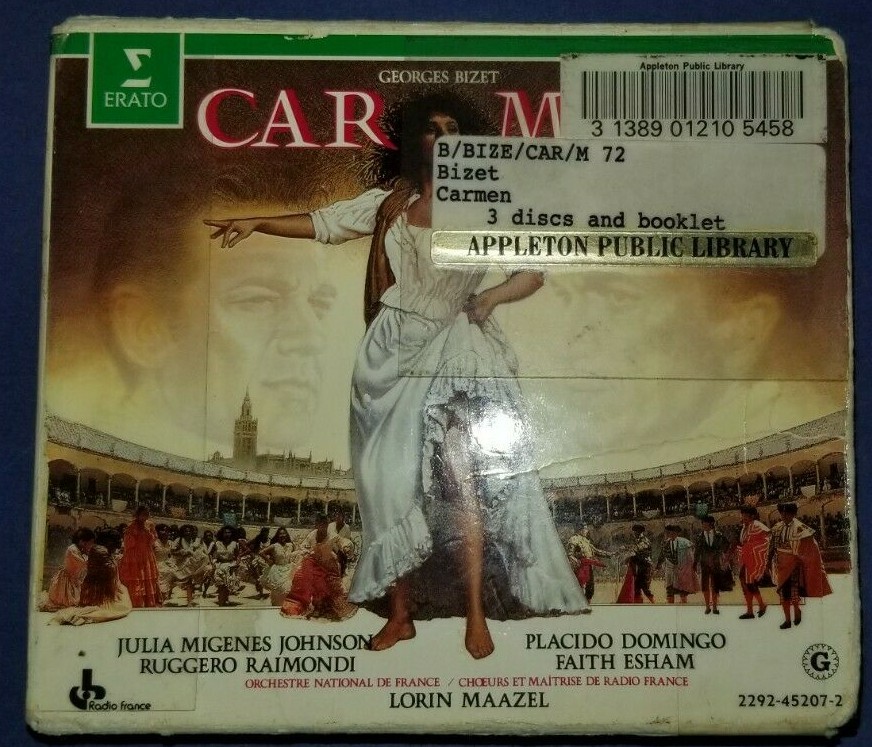 ERATO
GEORGES BIZET
CAR M
Appleton Public Library
3 1389 01210 5458
B/BIZE/CAR/M 72
Bizet
Carmen
3 discs and booklet
APPLETON PUBLIC LIBRARY
JULIA MIGENES JOHNSON
RUGGERO RAIMONDI
PLACIDO DOMINGO
FAITH ESHAM
ORCHESTRE NATIONAL DE FRANCE / CHŒURS ET MAÎTRISE DE RADIO FRANCE
LORIN MAAZEL
Radio france
G
2292-45207-2